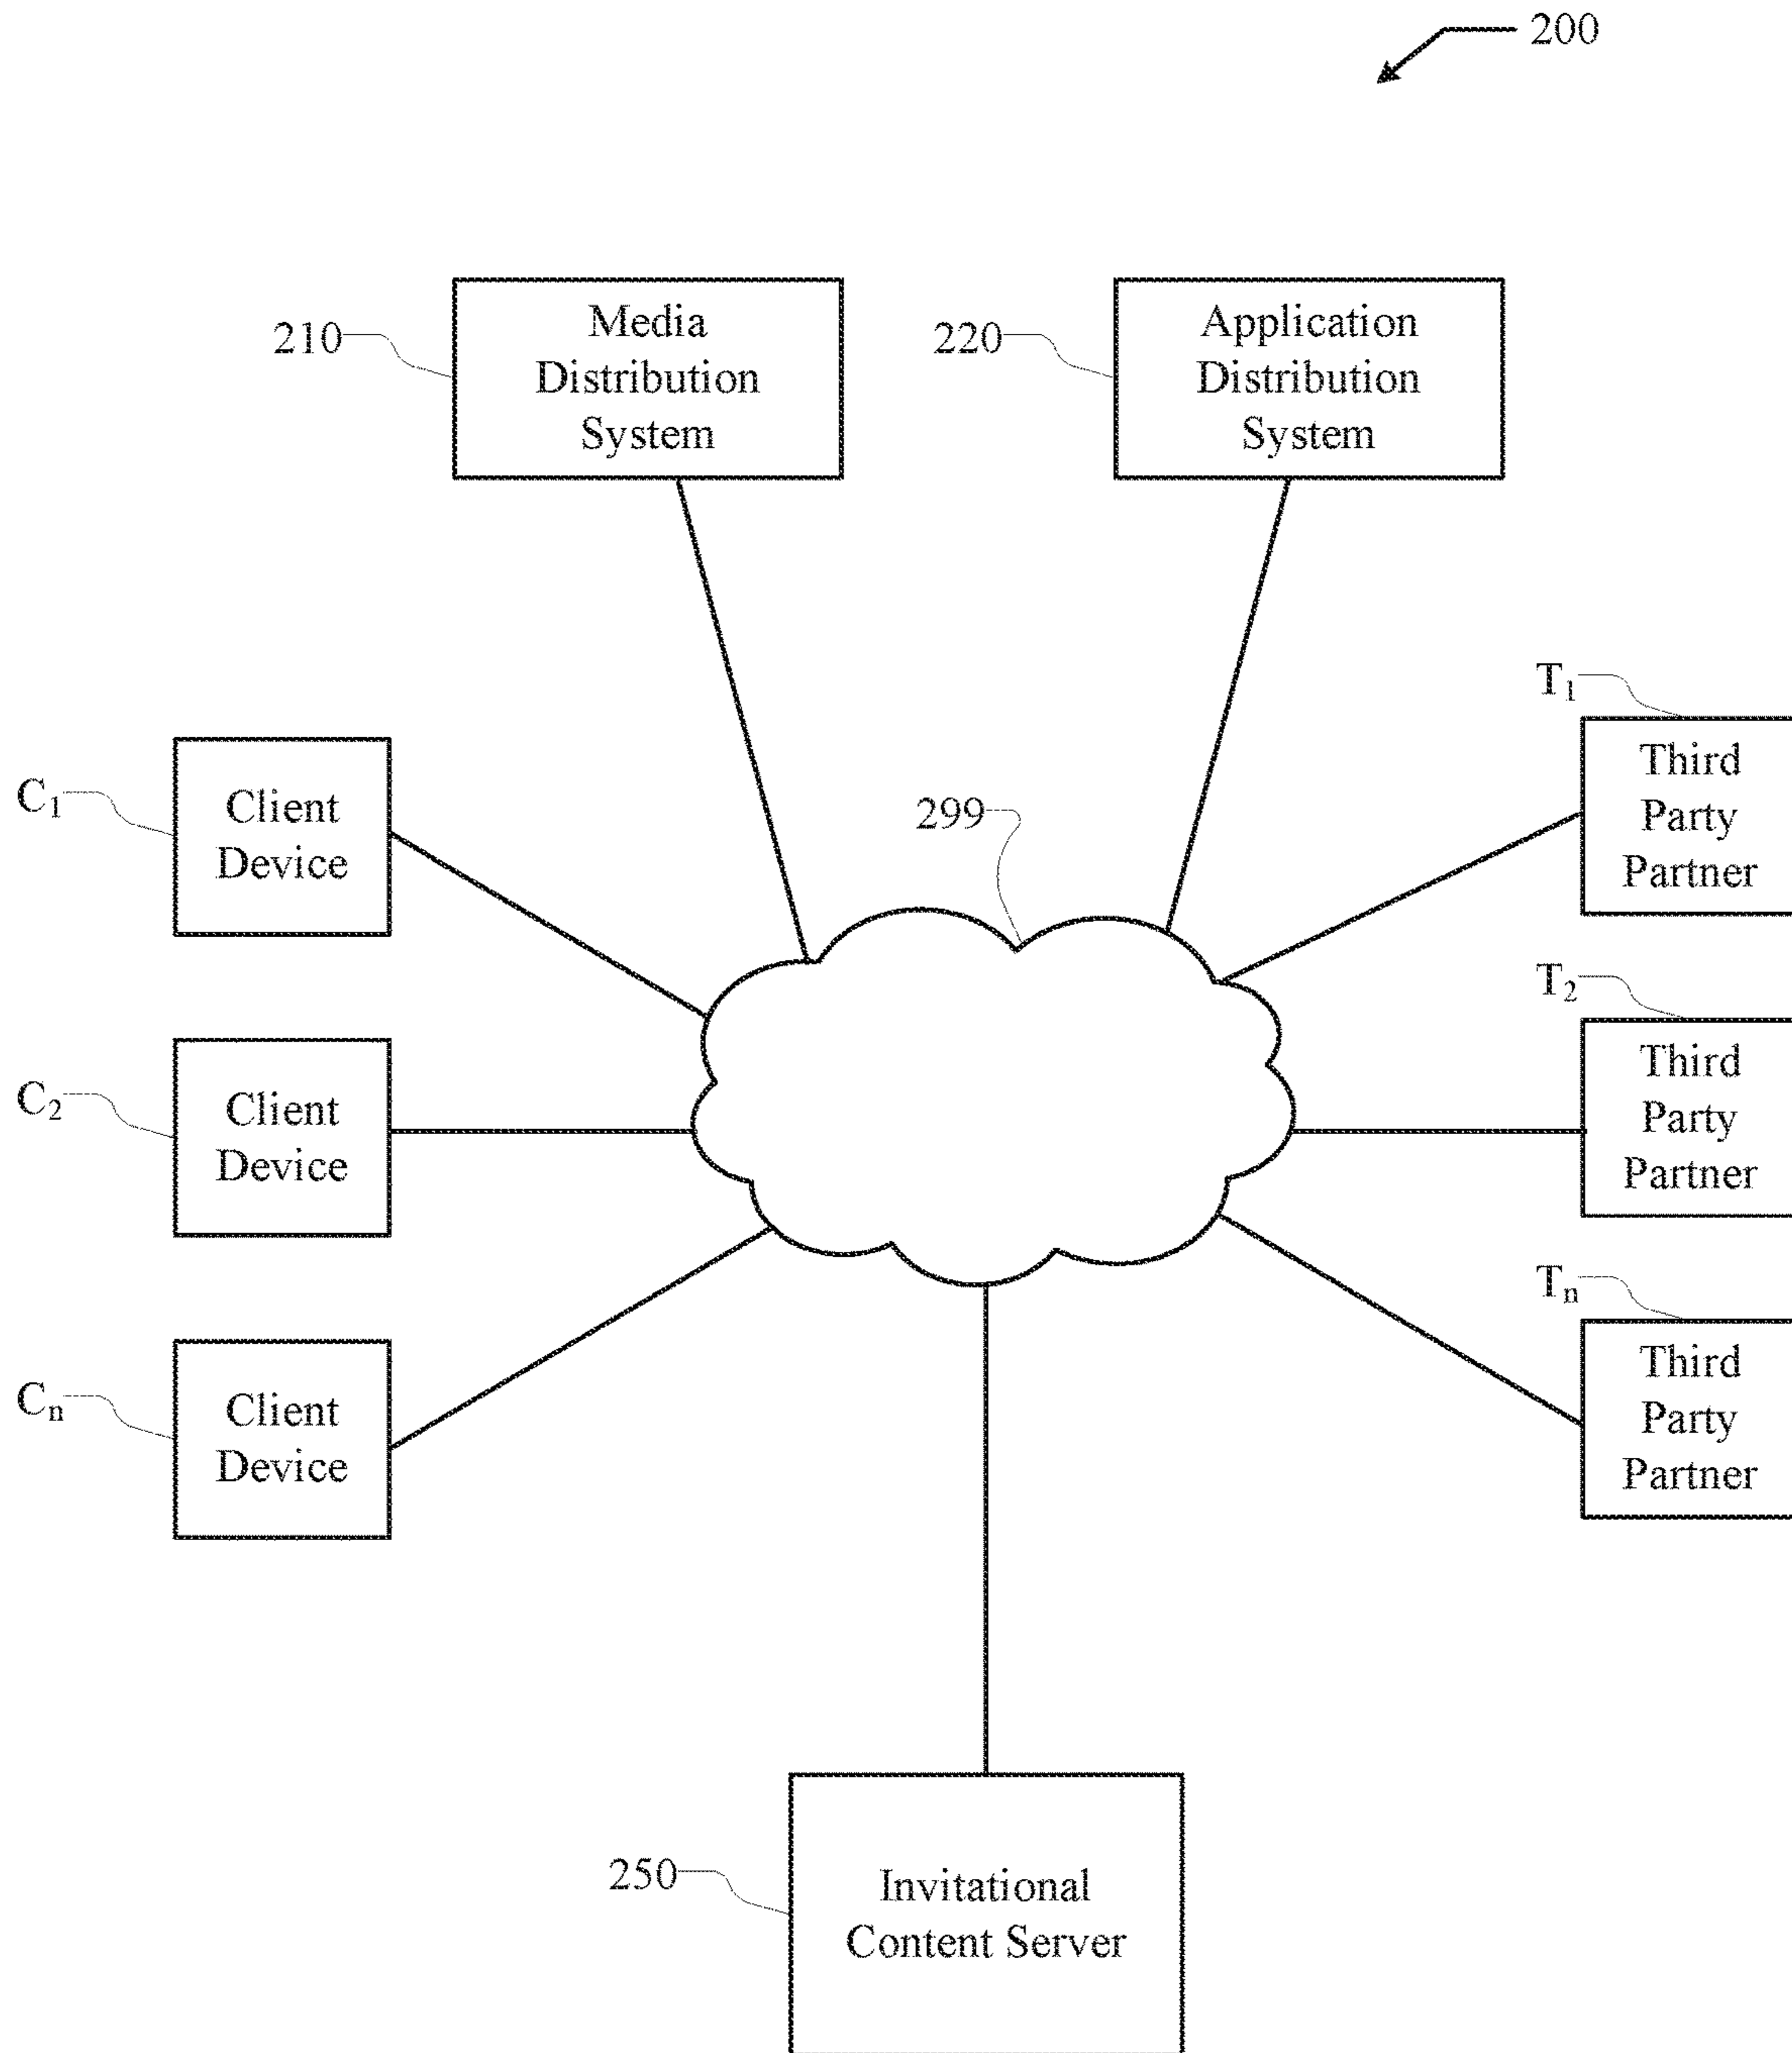 200
210
Media
Distribution
System
220
Application
Distribution
System
T₁
Third
Party
Partner
C₁
Client
Device
299
T₂
Third
Party
Partner
C₂
Client
Device
Tₙ
Third
Party
Partner
Cₙ
Client
Device
250
Invitational
Content Server